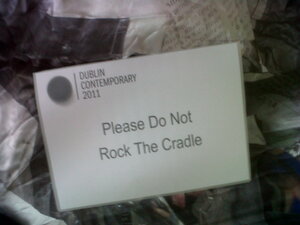 DUBLIN
CONTEMPORARY
2011
Please Do Not
Rock The Cradle